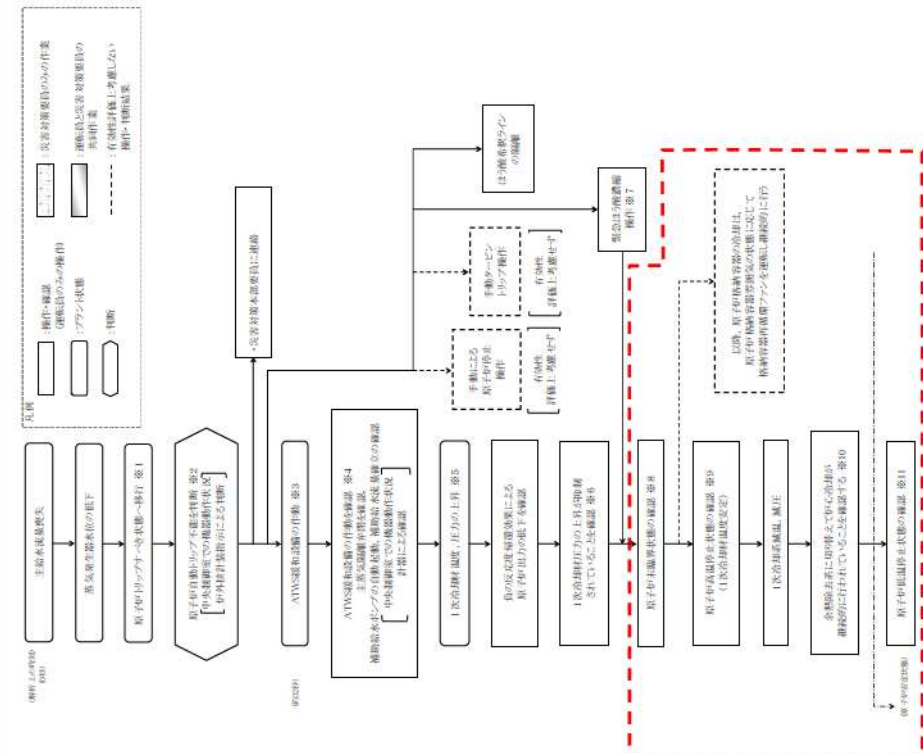 凡例
：操作・確認
（運転員のみの操作）
：プラント状態
：判断
：災害対策要員のみの作業
：運転員と災害対策要員の
共同作業
：有効性評価上考慮しない
操作・判断結果
（解析上の時刻）
主給水流量喪失
蒸気発生器水位の低下
原子炉トリップすべき状態へ移行 ※1
原子炉自動トリップ不能を判断 ※2
中央制御室での機器動作状況
炉外核計装指示による判断
・災害対策本部要員に連絡
ATWS緩和設備の作動 ※3
ATWS緩和設備の作動を確認 ※4
主蒸気隔離弁閉を確認
補助給水ポンプの自動起動、補助給水流量確立の確認
中央制御室での機器動作状況
計器による確認
1次冷却材温度、圧力の上昇 ※5
負の反応度帰還効果による
原子炉出力の低下を確認
1次冷却材圧力の上昇が抑制
されていることを確認 ※6
手動による
原子炉停止
操作
有効性
評価上考慮せず
手動タービン
トリップ操作
有効性
評価上考慮せず
緊急ほう酸濃縮
操作 ※7
ほう酸希釈ライン
の隔離
原子炉未臨界状態の確認 ※8
以降、原子炉格納容器の冷却は、
原子炉格納容器雰囲気の状態に応じて
格納容器再循環ファンを運転し継続的に行う
原子炉高温停止状態の確認 ※9
（1次冷却材温度安定）
1次冷却系減温、減圧
余熱除去系に切り替えて炉心冷却が
継続的に行われていることを確認する ※10
原子炉低温停止状態の確認 ※11
（原子炉安定状態）